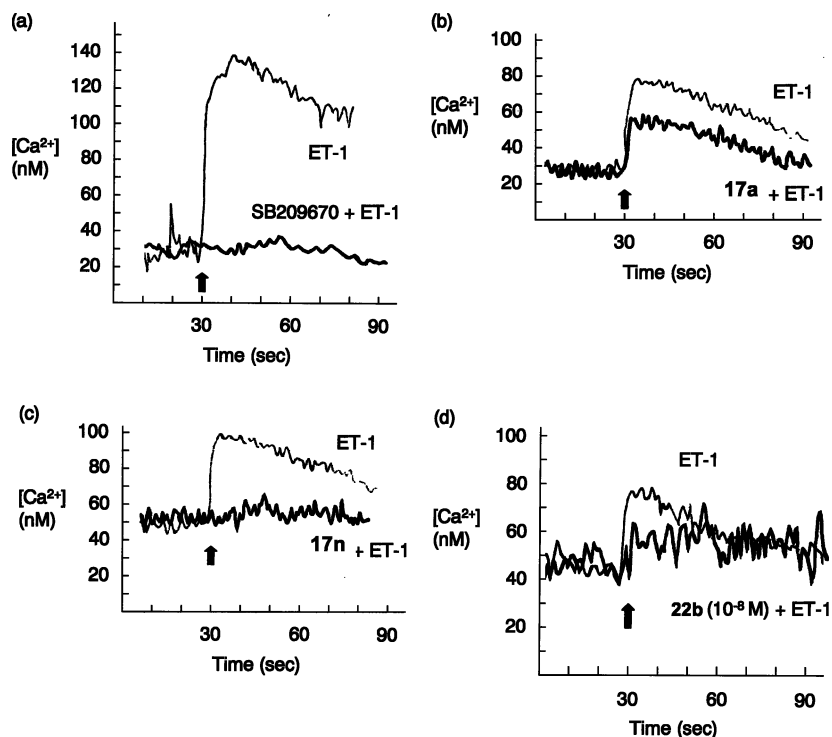 (a)
140
120
100
80
60
40
20
[Ca²⁺]
(nM)
ET-1
SB209670 + ET-1
30
60
90
Time (sec)
(b)
100
80
60
40
20
[Ca²⁺]
(nM)
ET-1
17a + ET-1
30
60
90
Time (sec)
(c)
100
80
60
40
20
[Ca²⁺]
(nM)
ET-1
17n + ET-1
30
60
90
Time (sec)
(d)
100
80
60
40
20
[Ca²⁺]
(nM)
ET-1
22b (10⁻⁸ M) + ET-1
30
60
90
Time (sec)